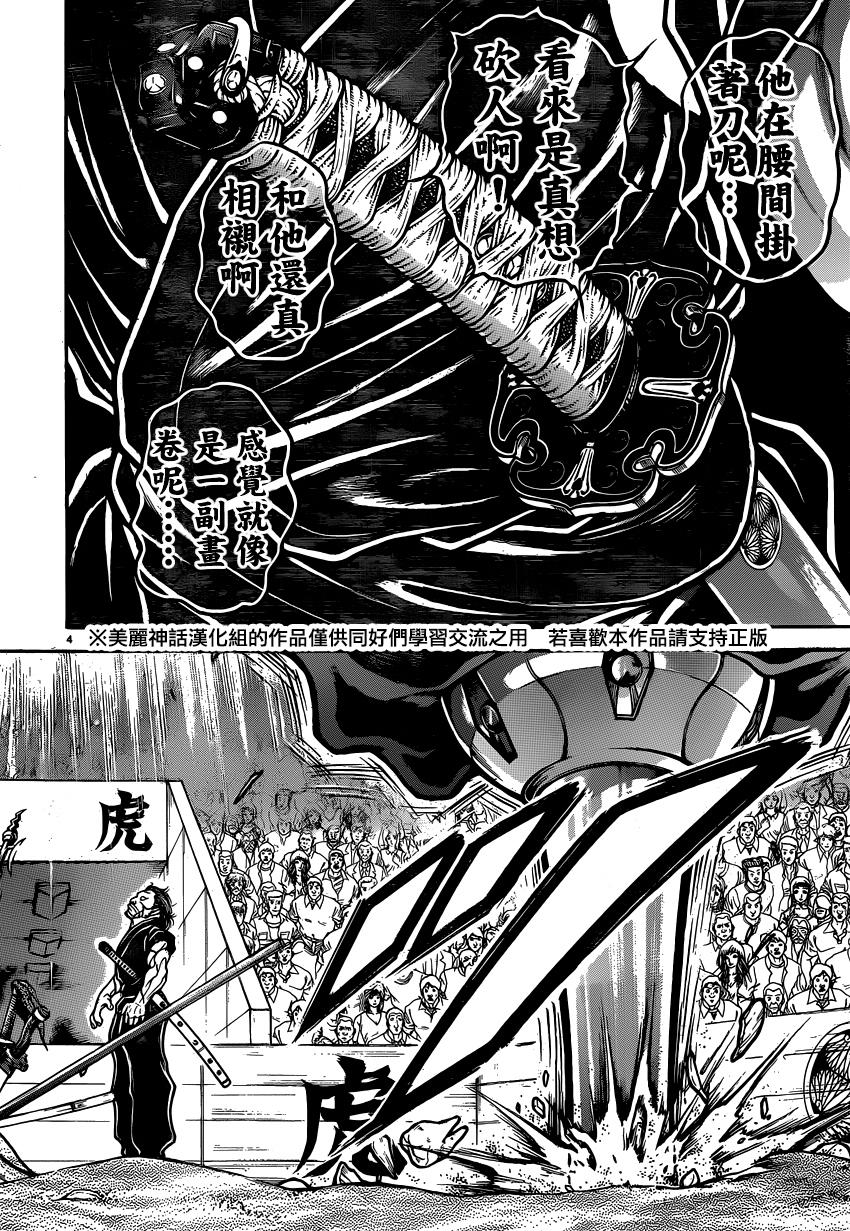 他在腰間掛
著刀呢…
看來是真想
砍人啊！
和他還真
相襯啊
感覺就像
是一副畫
卷呢……
4
※美麗神話漢化組的作品僅供同好們學習交流之用　若喜歡本作品請支持正版
虎
虎